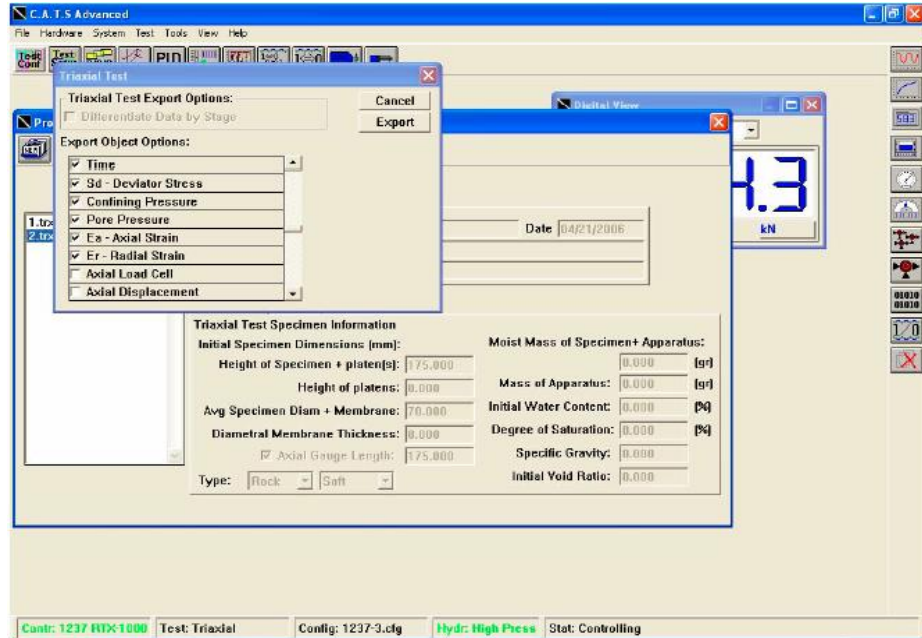 C.A.T.S Advanced
File Hardware System Test Tools View Help
PID
Triaxial Test
Triaxial Test Export Options:
Differentiate Data by Stage
Cancel
Export
Export Object Options:
Time
Sd - Deviator Stress
Confining Pressure
Pore Pressure
Ea - Axial Strain
Er - Radial Strain
Axial Load Cell
Axial Displacement
Digital View
4.3
kN
Pro
1.trx
2.trx
Date 04/21/2006
Triaxial Test Specimen Information
Initial Specimen Dimensions (mm):
Height of Specimen + platen(s): 175.000
Height of platens: 0.000
Avg Specimen Diam + Membrane: 70.000
Diametral Membrane Thickness: 0.000
Axial Gauge Length: 175.000
Type: Rock Soft
Moist Mass of Specimen+ Apparatus:
0.000 (gr)
Mass of Apparatus: 0.000 (gr)
Initial Water Content: 0.000 (%)
Degree of Saturation: 0.000 (%)
Specific Gravity: 0.000
Initial Void Ratio: 0.000
01010
01010
Contr: 1237 RTX-1000 Test: Triaxial Config: 1237-3.cfg Hydr: High Press Stat: Controlling